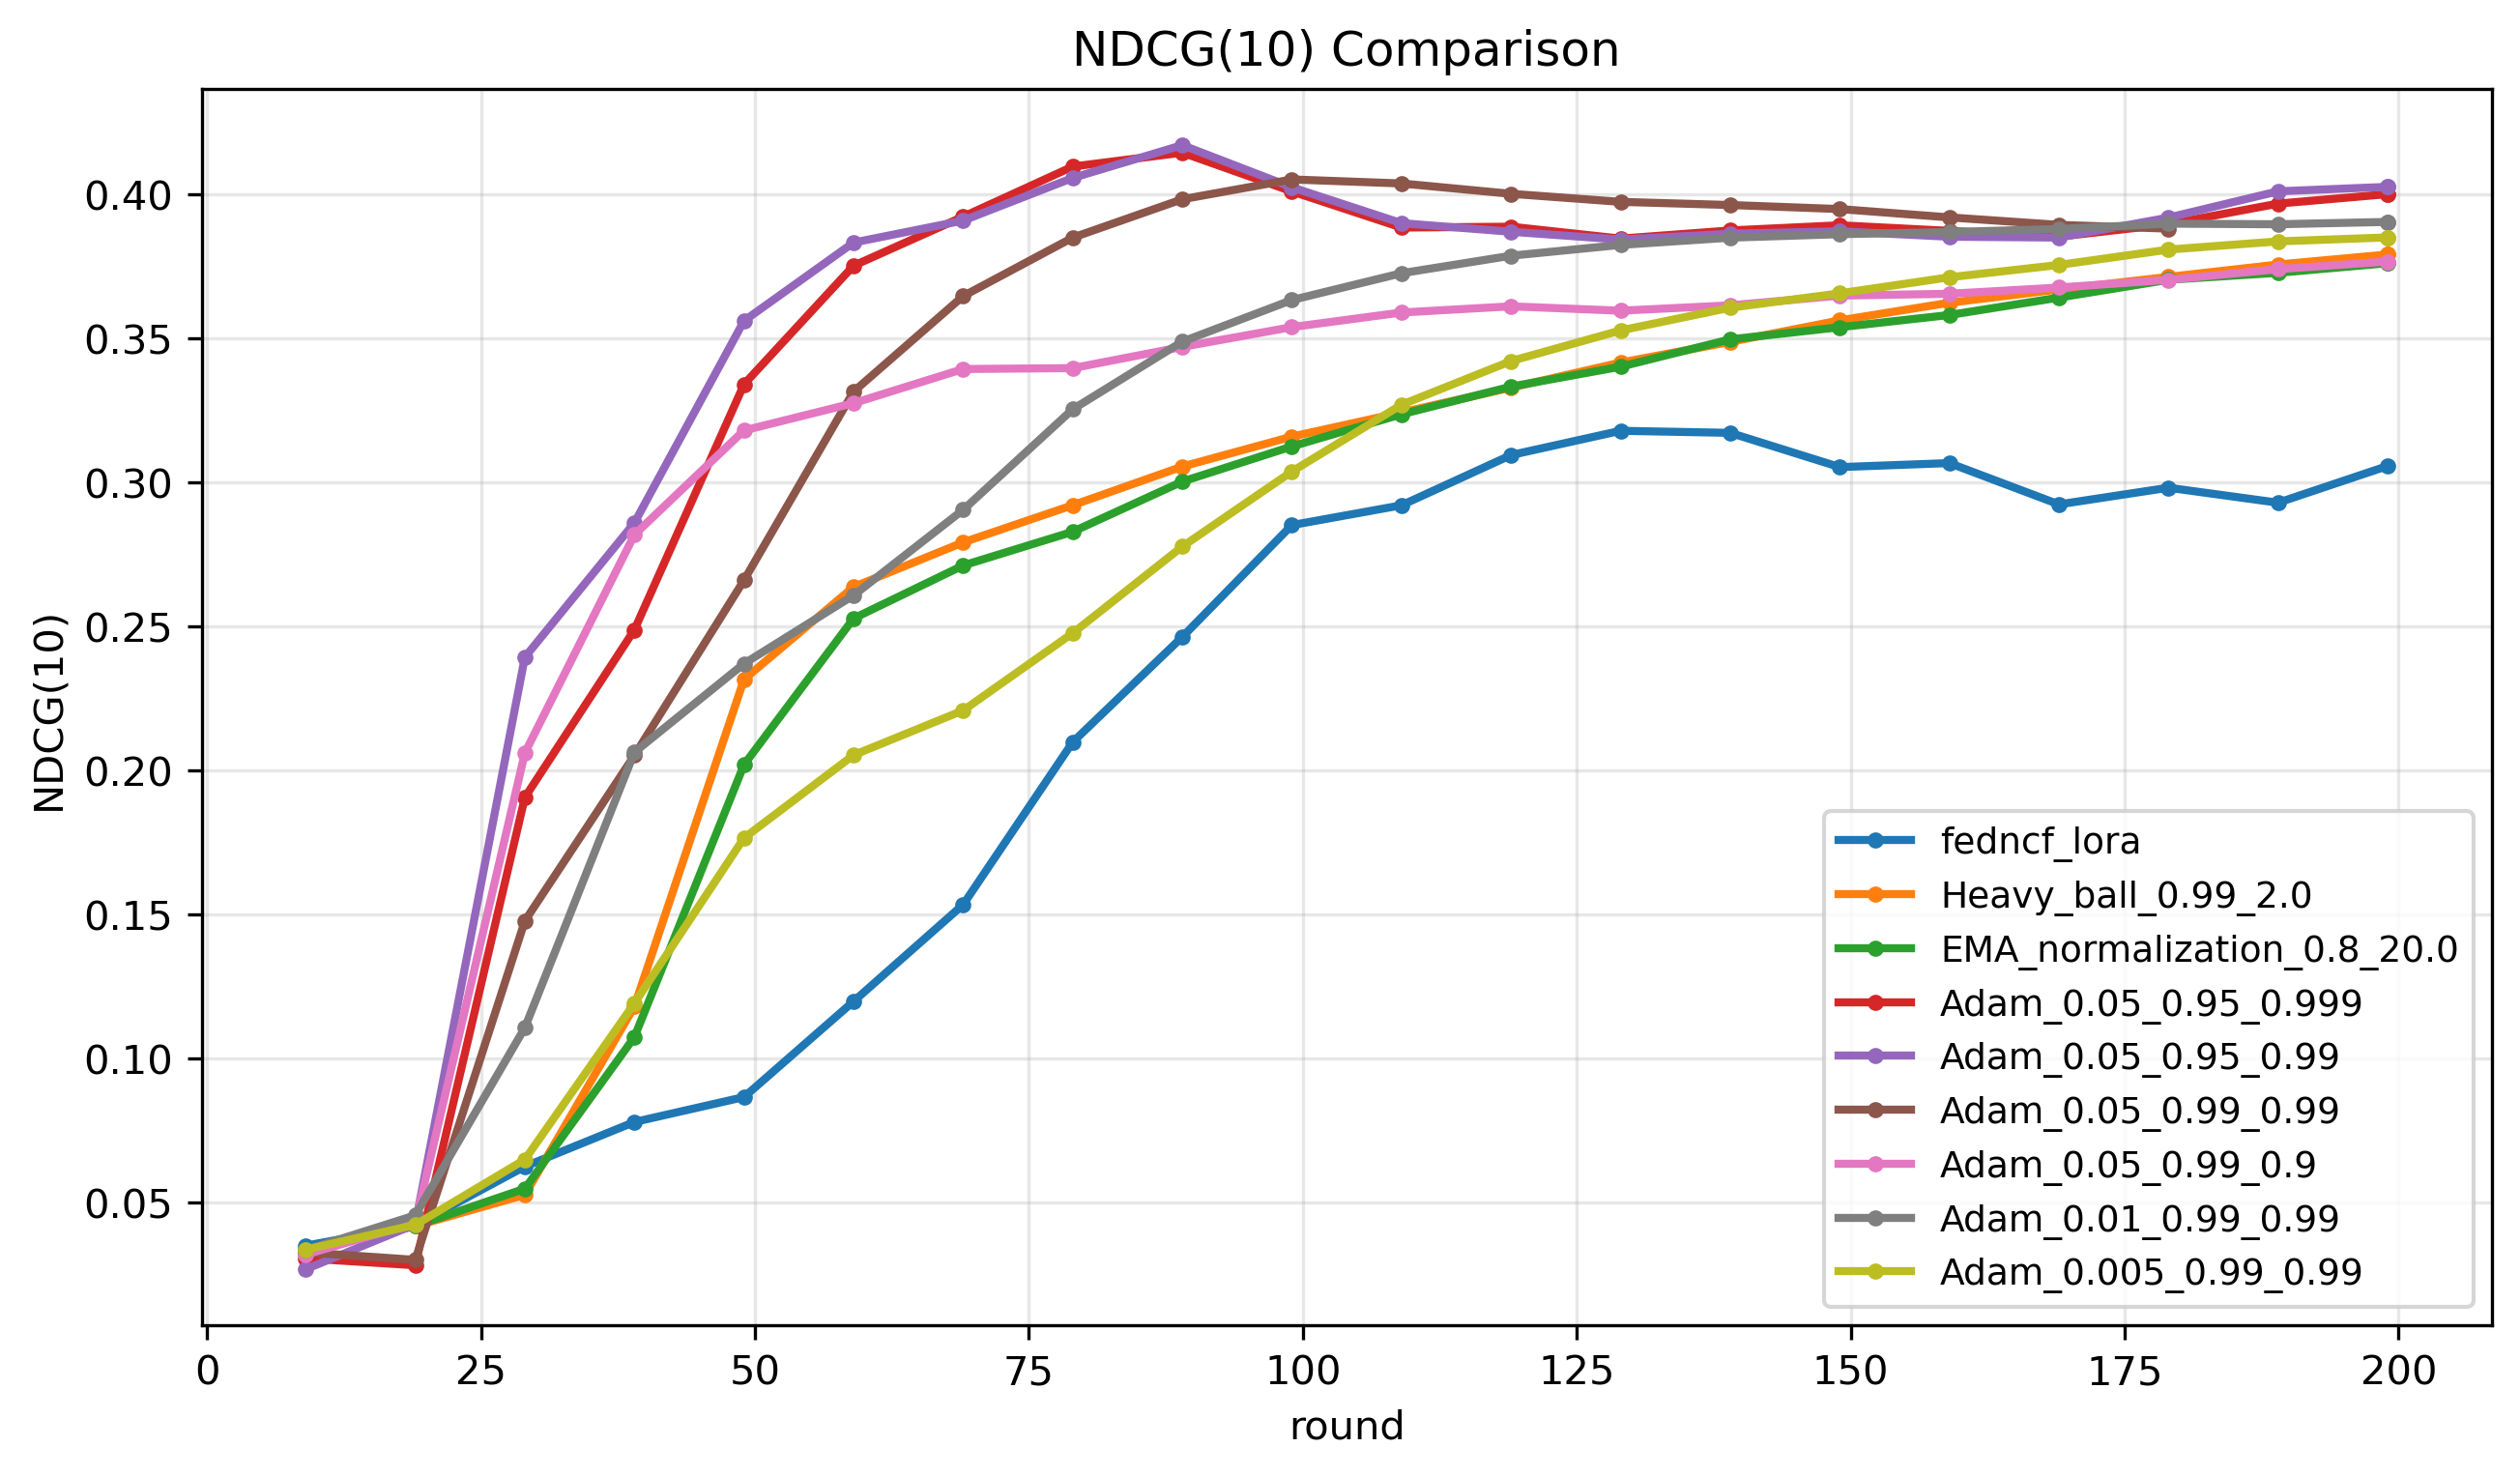 NDCG(10) Comparison
NDCG(10)
0.40
0.35
0.30
0.25
0.20
0.15
0.10
0.05
0 25 50 75 100 125 150 175 200
round
fedncf_lora
Heavy_ball_0.99_2.0
EMA_normalization_0.8_20.0
Adam_0.05_0.95_0.999
Adam_0.05_0.95_0.99
Adam_0.05_0.99_0.99
Adam_0.05_0.99_0.9
Adam_0.01_0.99_0.99
Adam_0.005_0.99_0.99